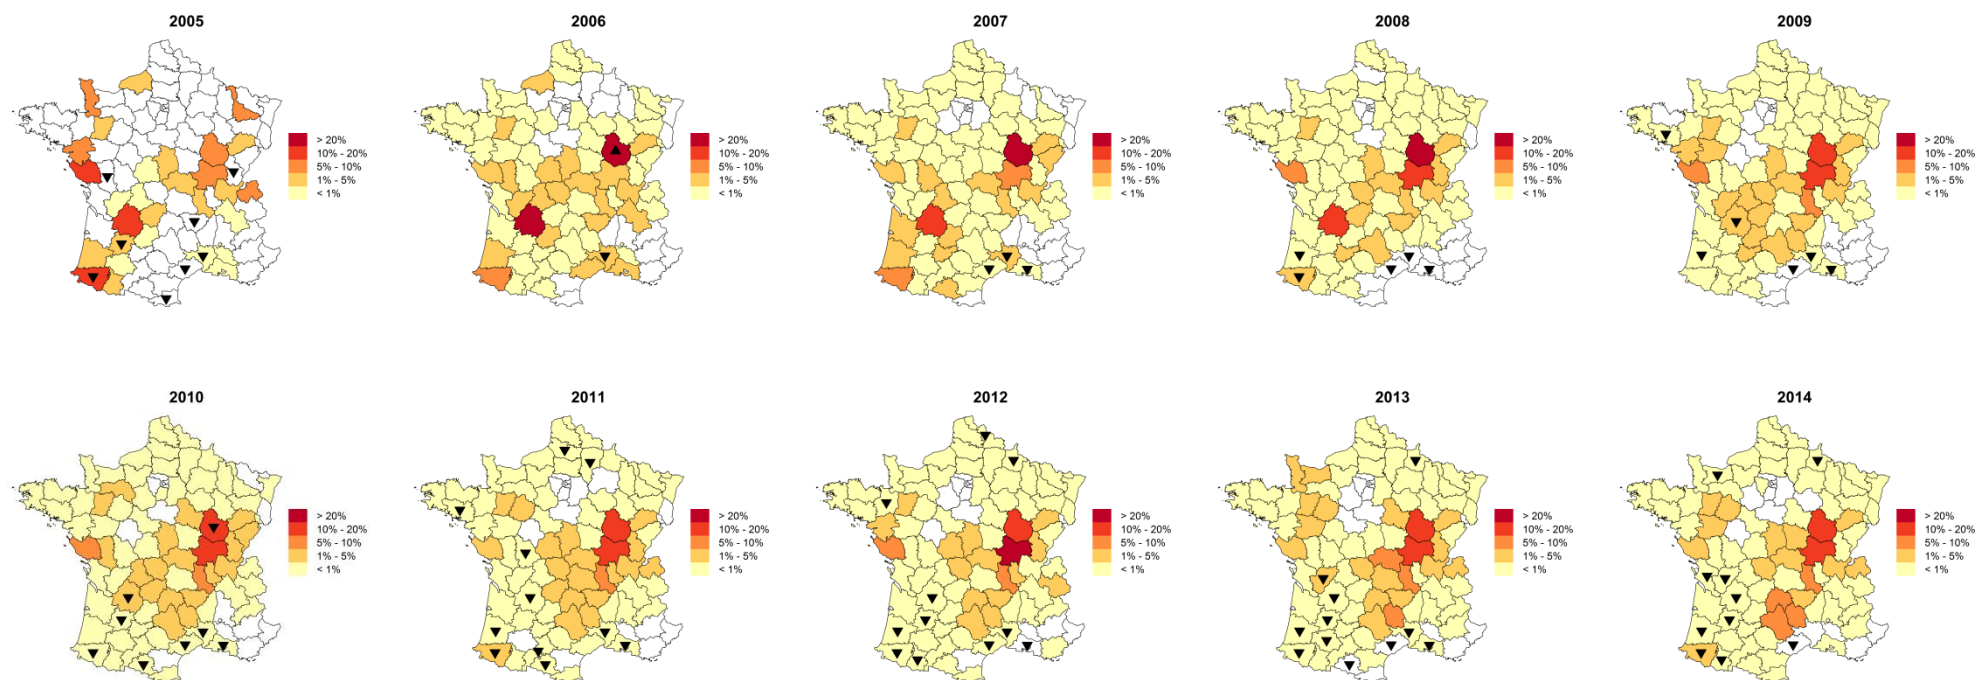 2005
> 20%
10% - 20%
5% - 10%
1% - 5%
< 1%
2006
> 20%
10% - 20%
5% - 10%
1% - 5%
< 1%
2007
> 20%
10% - 20%
5% - 10%
1% - 5%
< 1%
2008
> 20%
10% - 20%
5% - 10%
1% - 5%
< 1%
2009
> 20%
10% - 20%
5% - 10%
1% - 5%
< 1%
2010
> 20%
10% - 20%
5% - 10%
1% - 5%
< 1%
2011
> 20%
10% - 20%
5% - 10%
1% - 5%
< 1%
2012
> 20%
10% - 20%
5% - 10%
1% - 5%
< 1%
2013
> 20%
10% - 20%
5% - 10%
1% - 5%
< 1%
2014
> 20%
10% - 20%
5% - 10%
1% - 5%
< 1%